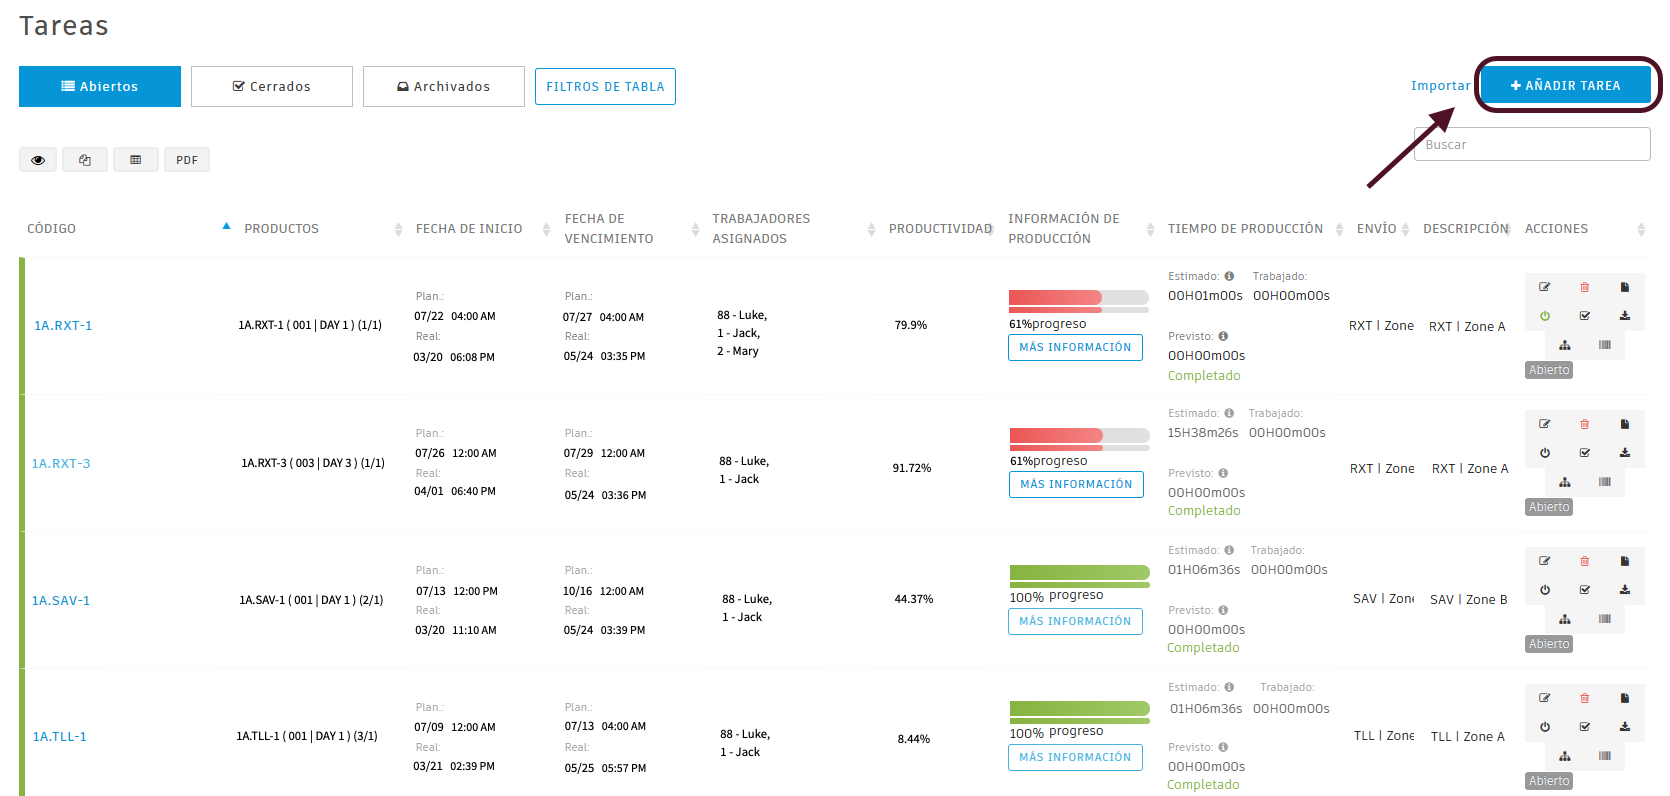 Tareas
Abiertos
Cerrados
Archivados
FILTROS DE TABLA
Importar
AÑADIR TAREA
Buscar
PDF
CÓDIGO
PRODUCTOS
FECHA DE INICIO
FECHA DE
VENCIMIENTO
TRABAJADORES
ASIGNADOS
PRODUCTIVIDAD
INFORMACIÓN DE
PRODUCCIÓN
TIEMPO DE PRODUCCIÓN
ENVÍO
DESCRIPCIÓN
ACCIONES
1A.RXT-1
1A.RXT-1 ( 001 | DAY 1 ) (1/1)
Plan.:
07/22 04:00 AM
Real:
03/20 06:08 PM
Plan.:
07/27 04:00 AM
Real:
05/24 03:35 PM
88 - Luke,
1 - Jack,
2 - Mary
79.9%
61%progreso
MÁS INFORMACIÓN
Estimado: Trabajado:
00H01m00s 00H00m00s
Previsto:
00H00m00s
Completado
RXT | Zone
RXT | Zone A
Abierto
1A.RXT-3
1A.RXT-3 ( 003 | DAY 3 ) (1/1)
Plan.:
07/26 12:00 AM
Real:
04/01 06:40 PM
Plan.:
07/29 12:00 AM
Real:
05/24 03:36 PM
88 - Luke,
1 - Jack
91.72%
61%progreso
MÁS INFORMACIÓN
Estimado: Trabajado:
15H38m26s 00H00m00s
Previsto:
00H00m00s
Completado
RXT | Zone
RXT | Zone A
Abierto
1A.SAV-1
1A.SAV-1 ( 001 | DAY 1 ) (2/1)
Plan.:
07/13 12:00 PM
Real:
03/20 11:10 AM
Plan.:
10/16 12:00 AM
Real:
05/24 03:39 PM
88 - Luke,
1 - Jack
44.37%
100% progreso
MÁS INFORMACIÓN
Estimado: Trabajado:
01H06m36s 00H00m00s
Previsto:
00H00m00s
Completado
SAV | Zone
SAV | Zone B
Abierto
1A.TLL-1
1A.TLL-1 ( 001 | DAY 1 ) (3/1)
Plan.:
07/09 12:00 AM
Real:
03/21 02:39 PM
Plan.:
07/13 04:00 AM
Real:
05/25 05:57 PM
88 - Luke,
1 - Jack
8.44%
100% progreso
MÁS INFORMACIÓN
Estimado: Trabajado:
01H06m36s 00H00m00s
Previsto:
00H00m00s
Completado
TLL | Zone
TLL | Zone A
Abierto